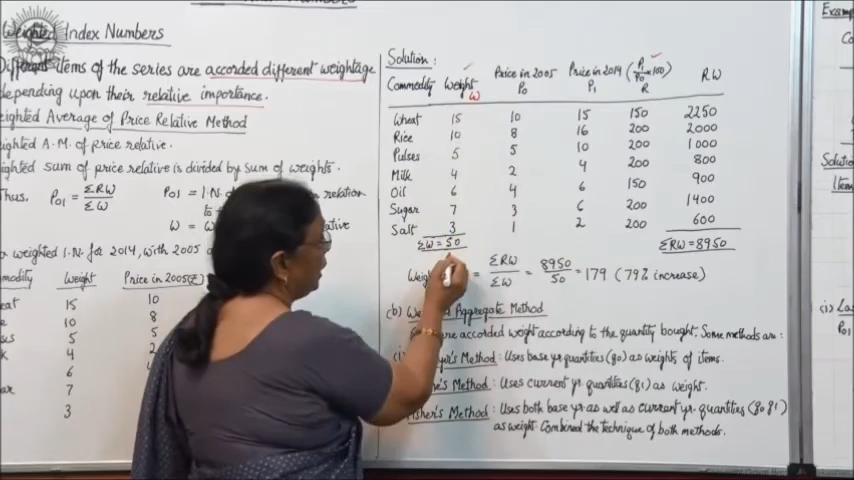 Weighted Index Numbers
Different items of the series are accorded different weightage
depending upon their relative importance.
Weighted Average of Price Relative Method
Weighted A.M. of price relative.
Weighted sum of price relative is divided by sum of weights.
Thus. P01 = ΣRW / ΣW P01 = I.N. relation
W =
weighted I.N. for 2014, with 2005
Weight Price in 2005(₹)
15 10
10 8
5 5
4 2
6
7
3
Solution:
Commodity Weight W Price in 2005 P0 Price in 2014 P1 (P1/P0 x100) R R.W
Wheat 15 10 15 150 2250
Rice 10 8 16 200 2000
Pulses 5 5 10 200 1000
Milk 4 2 4 200 800
Oil 6 4 6 150 900
Sugar 7 3 6 200 1400
Salt 3 1 2 200 600
ΣW = 50 ΣRW = 8950
= ΣRW / ΣW = 8950 / 50 = 179 (79% increase)
(b) Aggregate Method
are accorded weight according to the quantity bought. Some methods are:
(i) Method: Uses base yr quantities (q0) as weights of items.
Method: Uses current yr. quantities (q1) as weight.
Fisher's Method: Uses both base yr. as well as current yr. quantities (q0 q1)
as weight. Combined the technique of both methods.
Solution
(i)